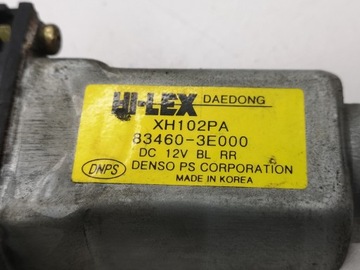 HI-LEX DAEDONG
XH102PA
83460-3E000
DC 12V BL RR
DNPS DENSO PS CORPORATION
MADE IN KOREA